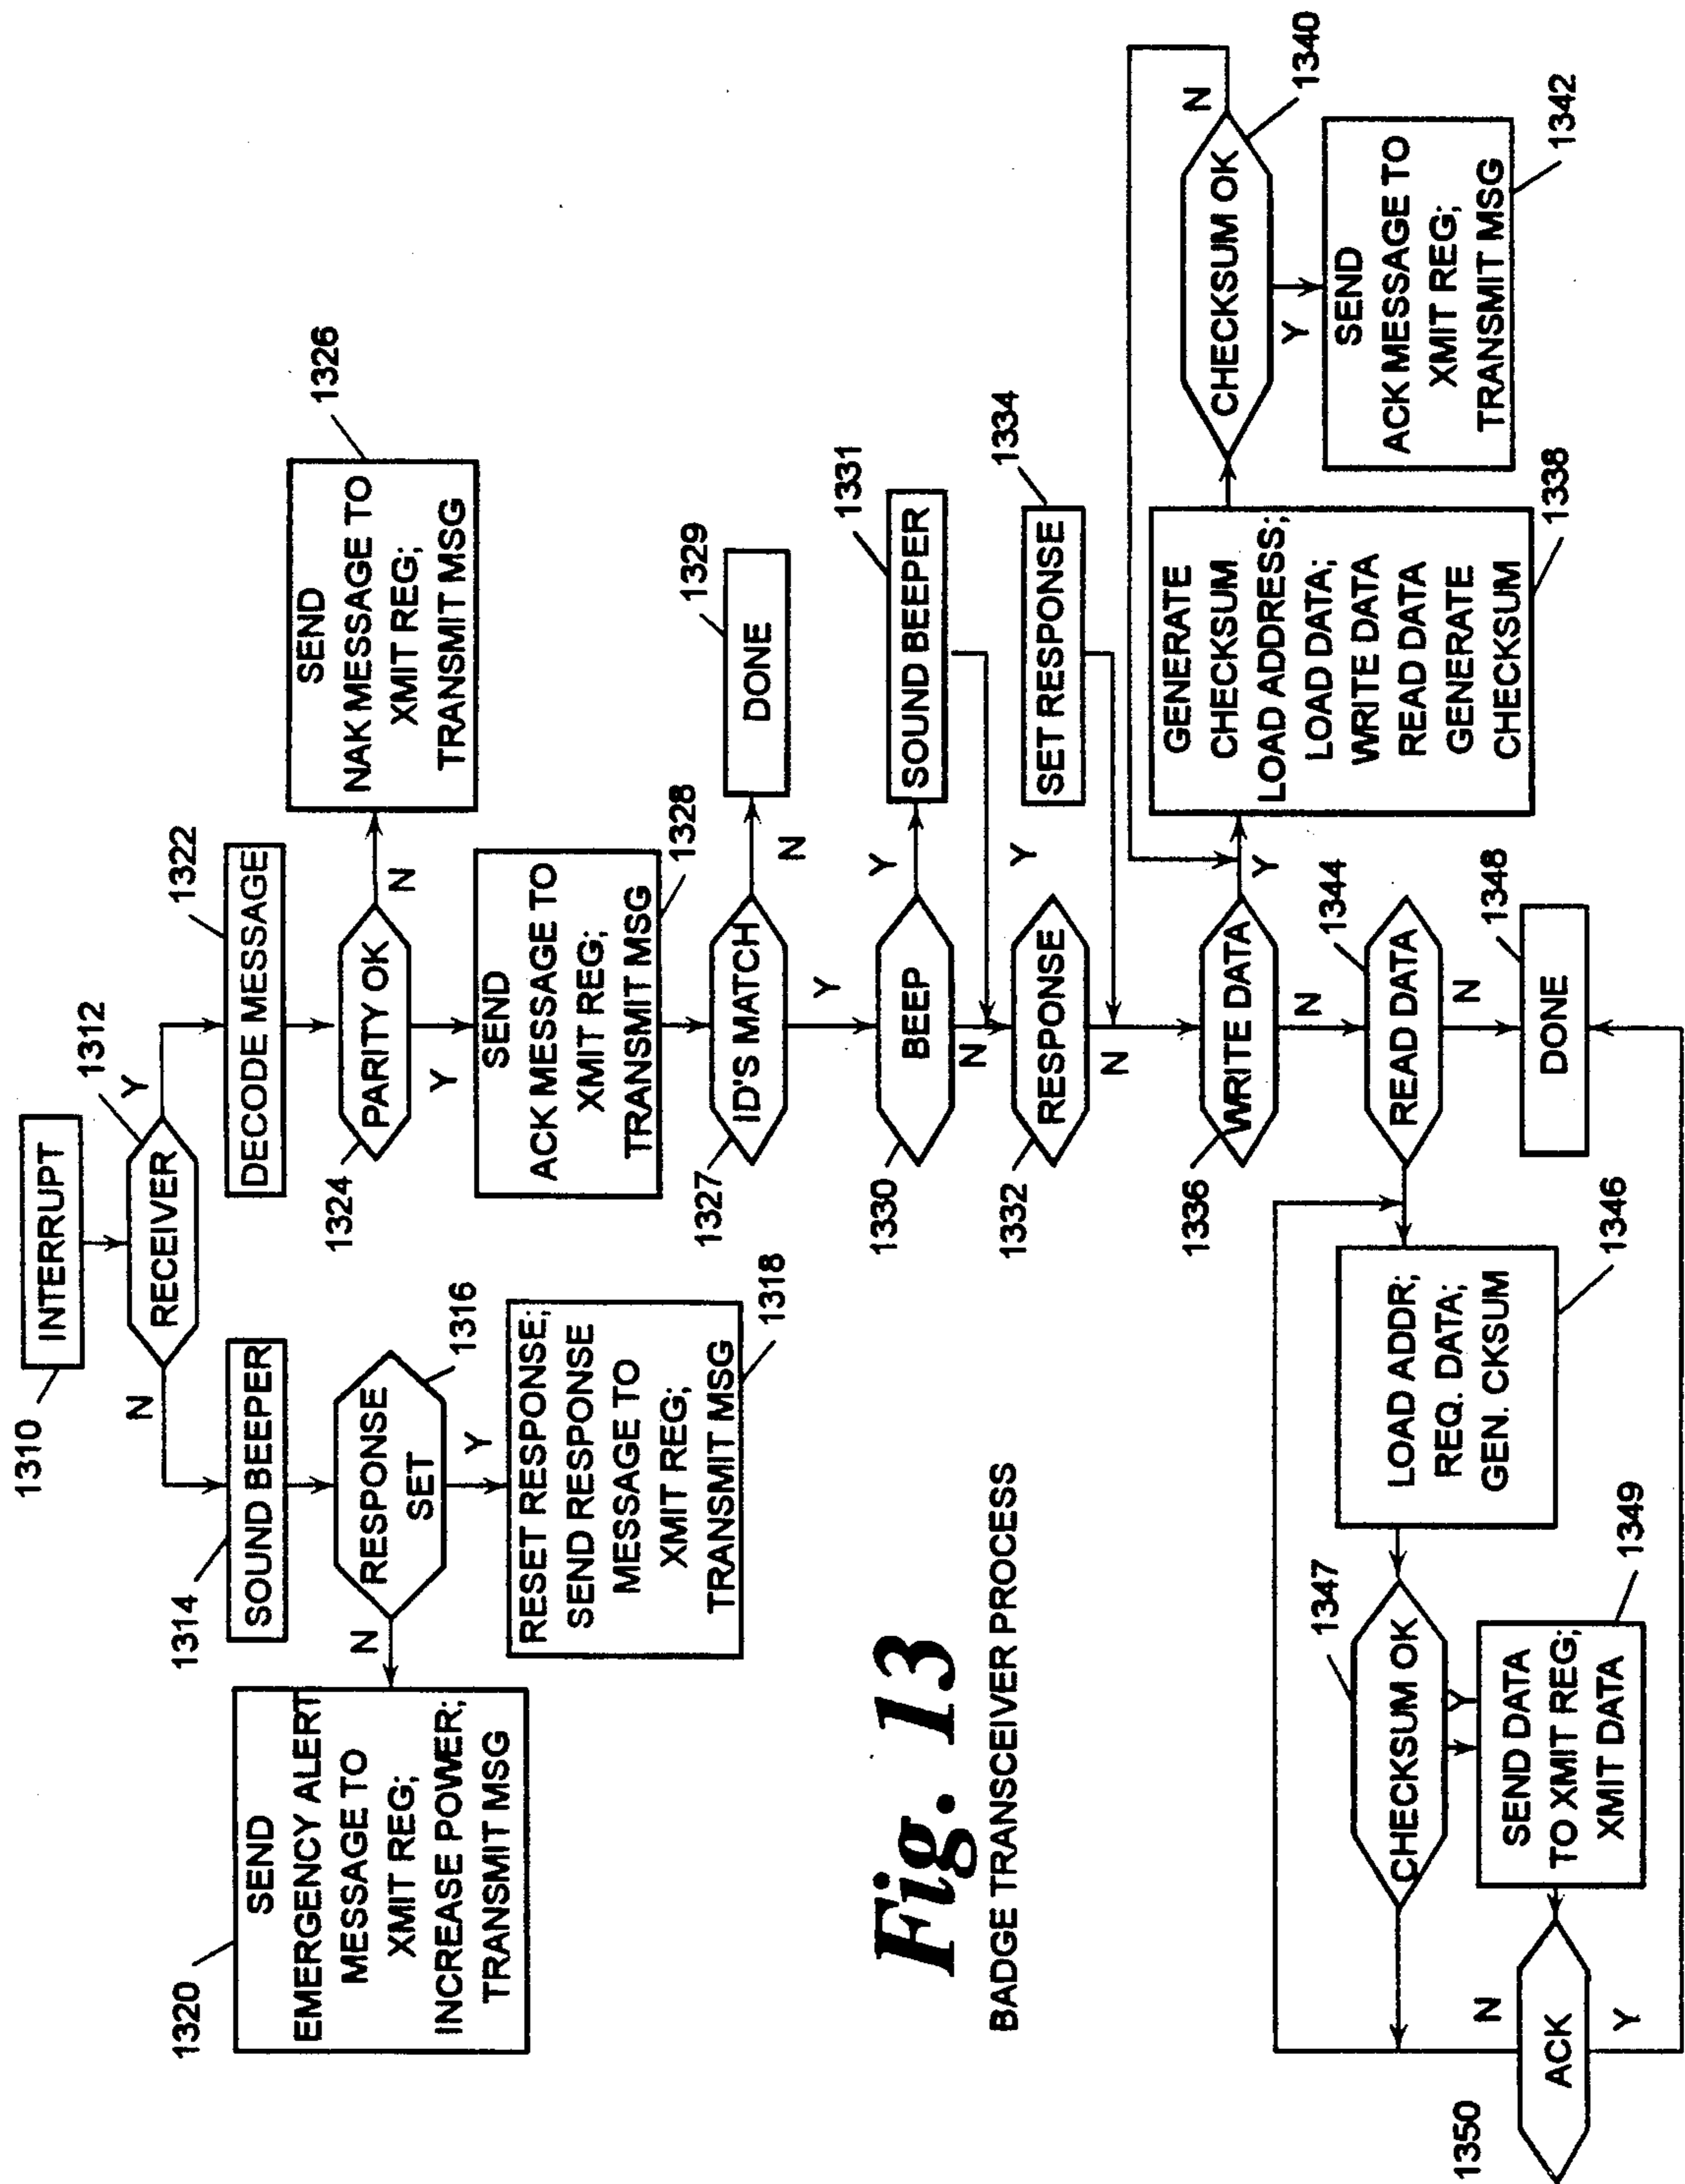 1310
INTERRUPT
1312
RECEIVER
N
Y
1314
SOUND BEEPER
1316
RESPONSE
SET
N
Y
1320
SEND
EMERGENCY ALERT
MESSAGE TO
XMIT REG;
INCREASE POWER;
TRANSMIT MSG
RESET RESPONSE;
SEND RESPONSE
MESSAGE TO
XMIT REG;
TRANSMIT MSG
1318
1322
DECODE MESSAGE
1324
PARITY OK
N
Y
1326
SEND
NAK MESSAGE TO
XMIT REG;
TRANSMIT MSG
SEND
ACK MESSAGE TO
XMIT REG;
TRANSMIT MSG
1328
1327
ID'S MATCH
N
Y
1329
DONE
1330
BEEP
Y
N
1331
SOUND BEEPER
1332
RESPONSE
Y
N
1334
SET RESPONSE
1336
WRITE DATA
Y
N
GENERATE
CHECKSUM
LOAD ADDRESS;
LOAD DATA;
WRITE DATA
READ DATA
GENERATE
CHECKSUM
1338
CHECKSUM OK
1340
N
Y
SEND
ACK MESSAGE TO
XMIT REG;
TRANSMIT MSG
1342
1344
READ DATA
N
1348
DONE
LOAD ADDR;
REQ. DATA;
GEN. CKSUM
1346
1347
CHECKSUM OK
Y
SEND DATA
TO XMIT REG;
XMIT DATA
1349
1350
ACK
N
Y
Fig. 13
BADGE TRANSCEIVER PROCESS